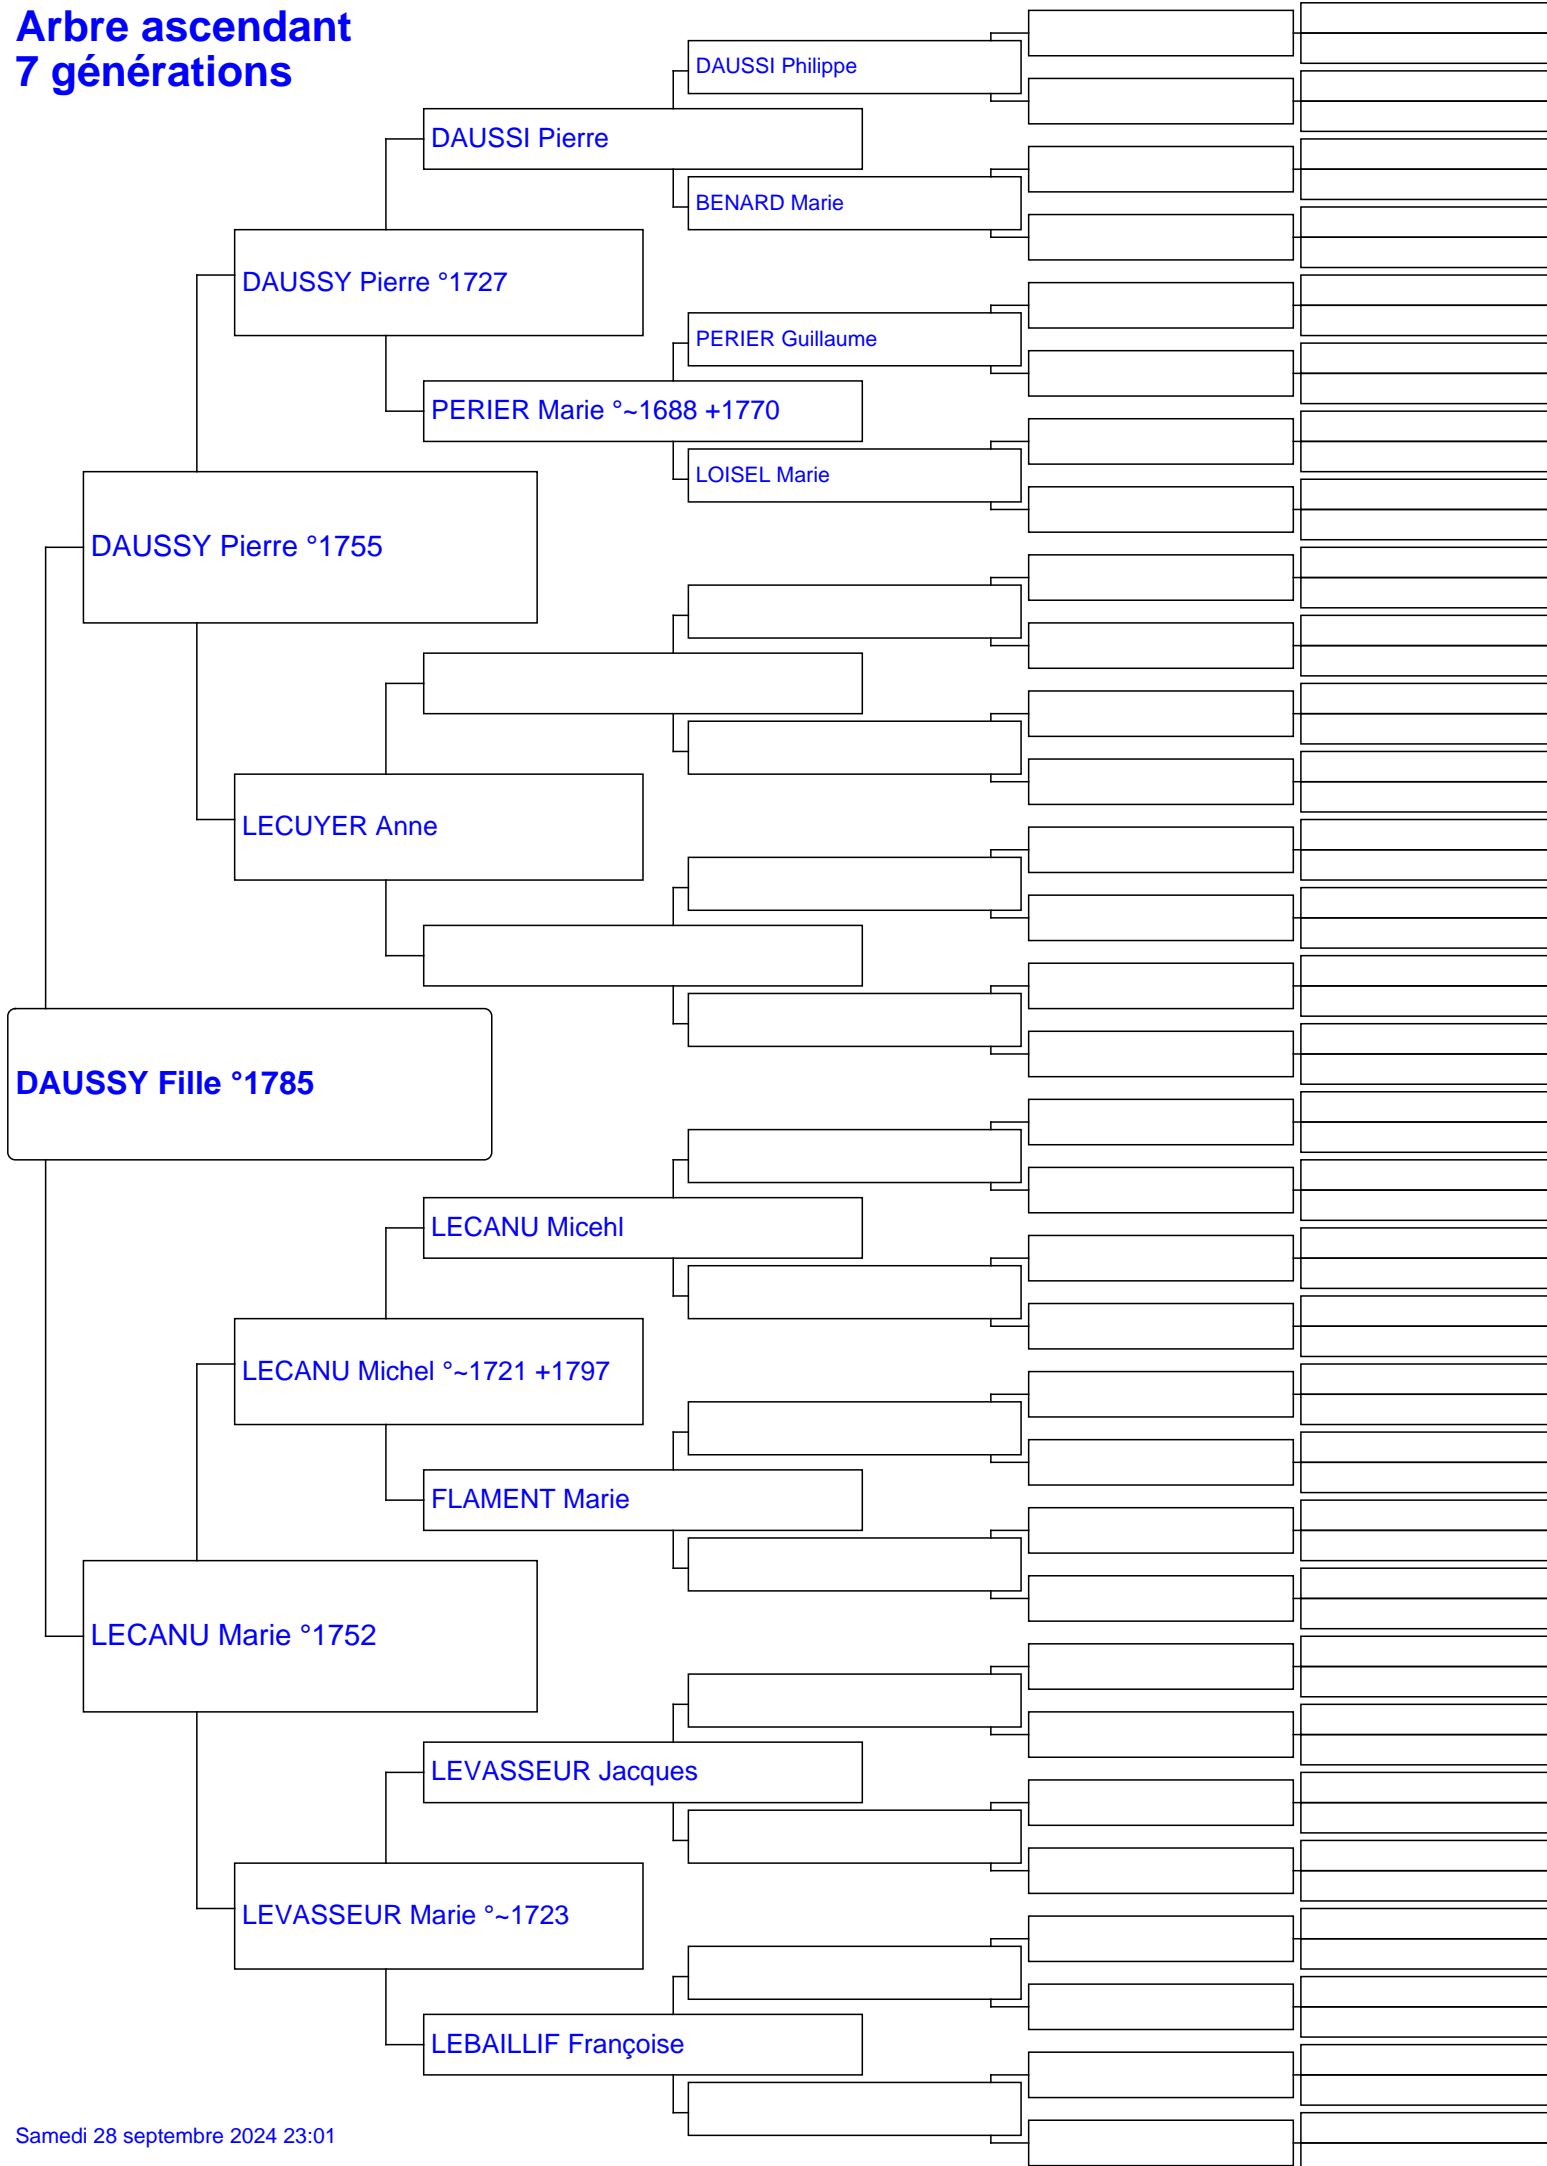 Arbre ascendant
7 générations
DAUSSI Philippe
DAUSSI Pierre
BENARD Marie
DAUSSY Pierre °1727
PERIER Guillaume
PERIER Marie °~1688 +1770
LOISEL Marie
DAUSSY Pierre °1755
LECUYER Anne
DAUSSY Fille °1785
LECANU Micehl
LECANU Michel °~1721 +1797
FLAMENT Marie
LECANU Marie °1752
LEVASSEUR Jacques
LEVASSEUR Marie °~1723
LEBAILLIF Françoise
Samedi 28 septembre 2024 23:01